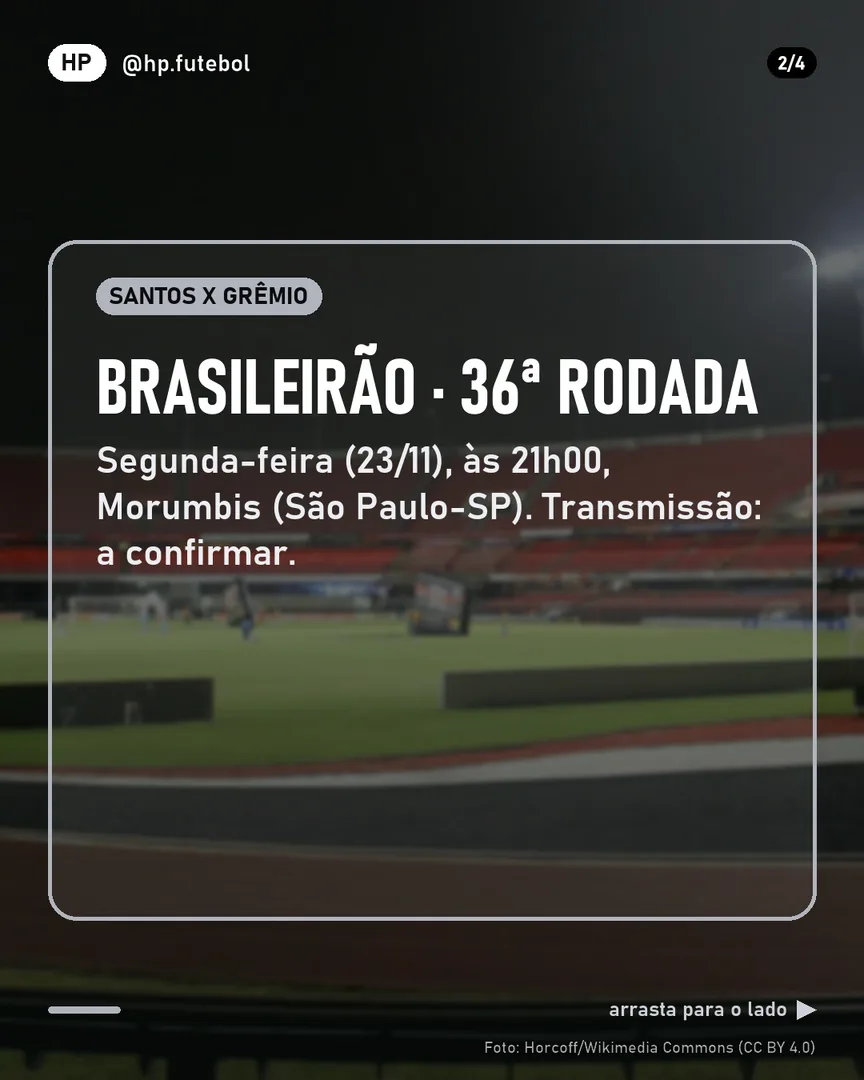 HP @hp.futebol
2/4
SANTOS X GRÊMIO
BRASILEIRÃO · 36ª RODADA
Segunda-feira (23/11), às 21h00,
Morumbis (São Paulo-SP). Transmissão:
a confirmar.
arrasta para o lado ▶
Foto: Horcoff/Wikimedia Commons (CC BY 4.0)